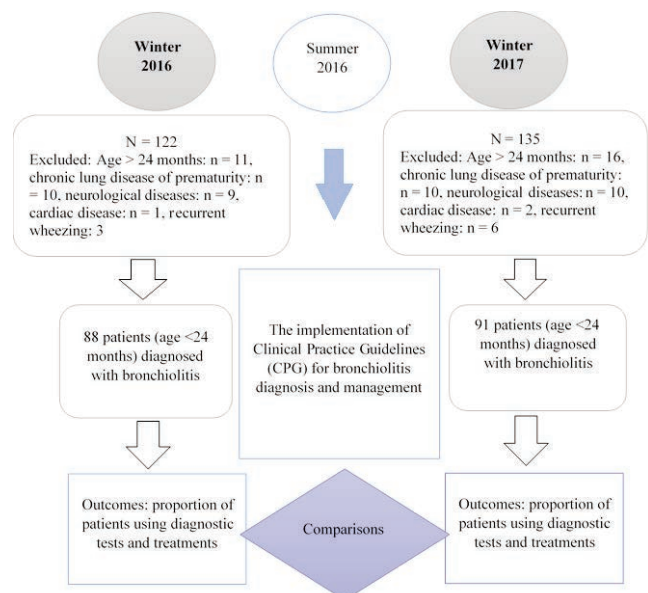 Winter
2016
Summer
2016
Winter
2017
N = 122
Excluded: Age > 24 months: n = 11,
chronic lung disease of prematurity: n
= 10, neurological diseases: n = 9,
cardiac disease: n = 1, recurrent
wheezing: 3
N = 135
Excluded: Age > 24 months: n = 16,
chronic lung disease of prematurity:
n = 10, neurological diseases: n = 10,
cardiac disease: n = 2, recurrent
wheezing: n = 6
88 patients (age <24
months) diagnosed
with bronchiolitis
The implementation of
Clinical Practice Guidelines
(CPG) for bronchiolitis
diagnosis and management
91 patients (age <24
months) diagnosed
with bronchiolitis
Outcomes: proportion of
patients using diagnostic
tests and treatments
Comparisons
Outcomes: proportion of
patients using diagnostic
tests and treatments